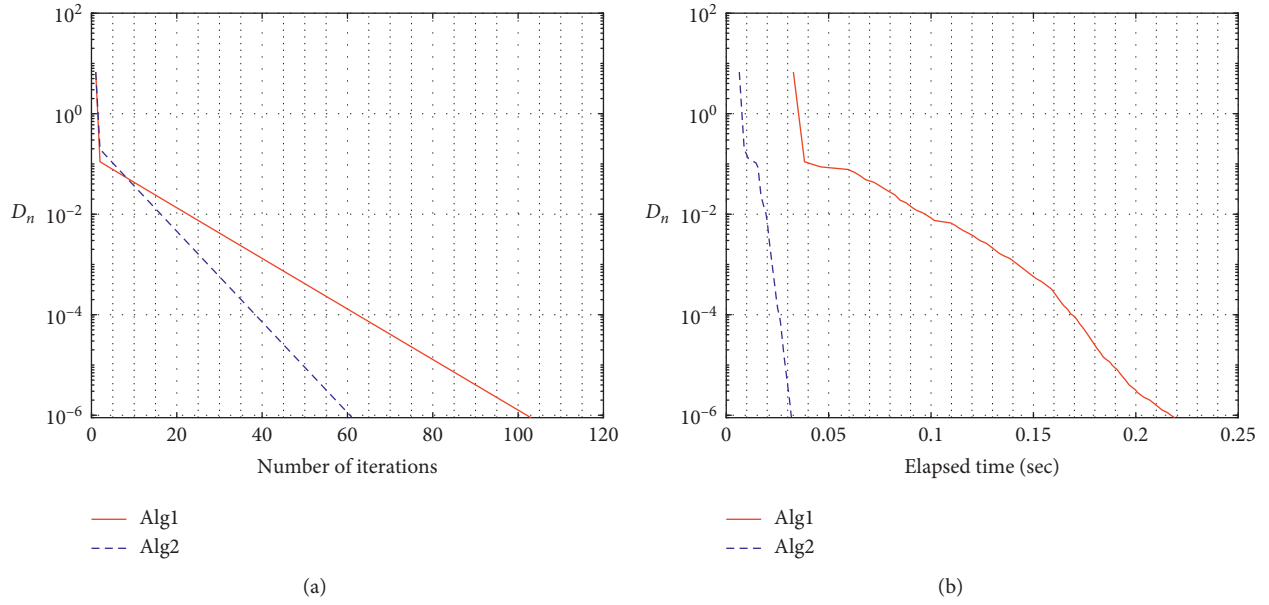 10^2
10^0
D_n
10^-2
10^-4
10^-6
0 20 40 60 80 100 120
Number of iterations
Alg1
Alg2
(a)
10^2
10^0
D_n
10^-2
10^-4
10^-6
0 0.05 0.1 0.15 0.2 0.25
Elapsed time (sec)
Alg1
Alg2
(b)